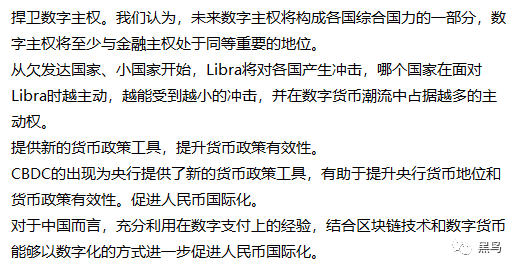 捍卫数字主权。我们认为，未来数字主权将构成各国综合国力的一部分，数
字主权将至少与金融主权处于同等重要的地位。
从欠发达国家、小国家开始，Libra将对各国产生冲击，哪个国家在面对
Libra时越主动，越能受到越小的冲击，并在数字货币潮流中占据越多的主
动权。
提供新的货币政策工具，提升货币政策有效性。
CBDC的出现为央行提供了新的货币政策工具，有助于提升央行货币地位和
货币政策有效性。促进人民币国际化。
对于中国而言，充分利用在数字支付上的经验，结合区块链技术和数字货币
能够以数字化的方式进一步促进人民币国际化。
黑鸟